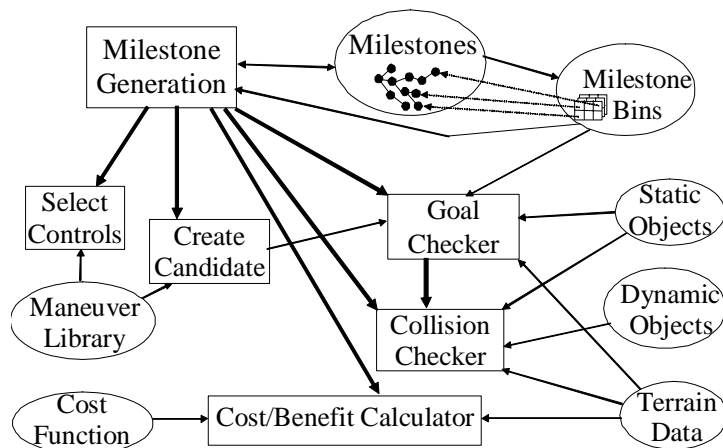 Milestone
Generation
Milestones
Milestone
Bins
Select
Controls
Create
Candidate
Goal
Checker
Static
Objects
Maneuver
Library
Collision
Checker
Dynamic
Objects
Cost
Function
Cost/Benefit Calculator
Terrain
Data